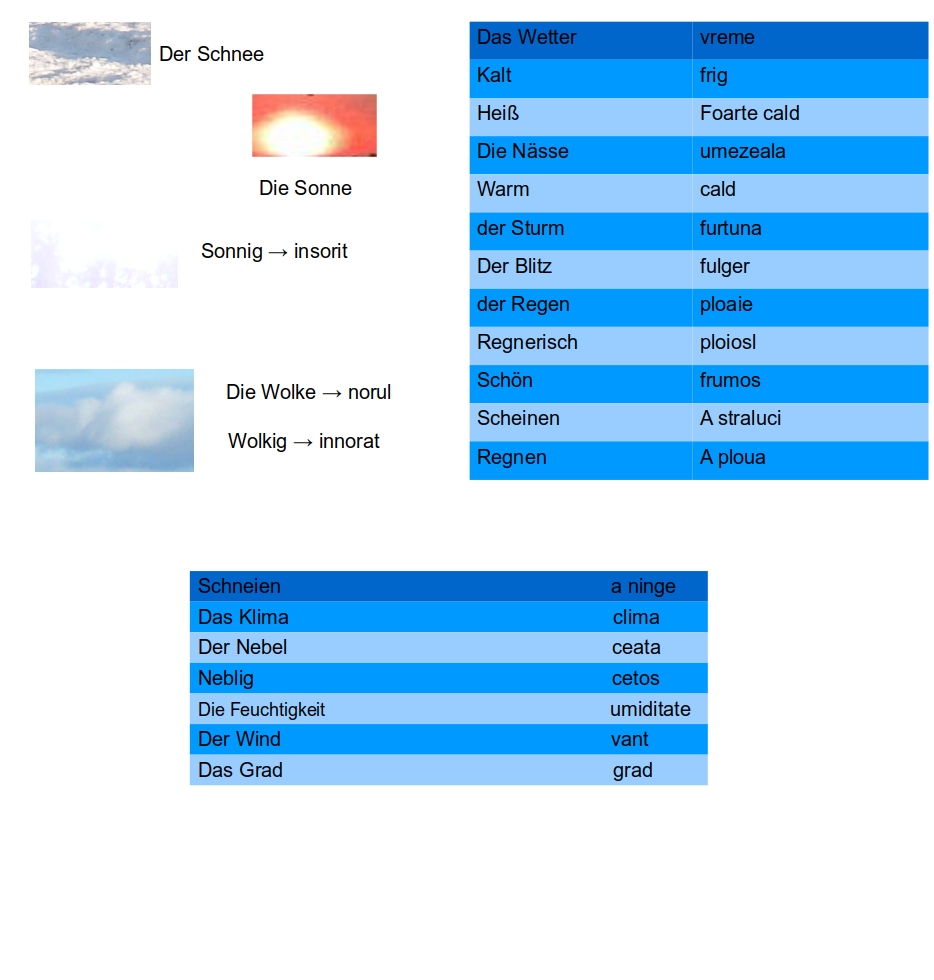 Der Schnee
Die Sonne
Sonnig → insorit
Die Wolke → norul
Wolkig → innorat
Das Wetter vreme
Kalt frig
Heiß Foarte cald
Die Nässe umezeala
Warm cald
der Sturm furtuna
Der Blitz fulger
der Regen ploaie
Regnerisch ploiosl
Schön frumos
Scheinen A straluci
Regnen A ploua
Schneien a ninge
Das Klima clima
Der Nebel ceata
Neblig cetos
Die Feuchtigkeit umiditate
Der Wind vant
Das Grad grad